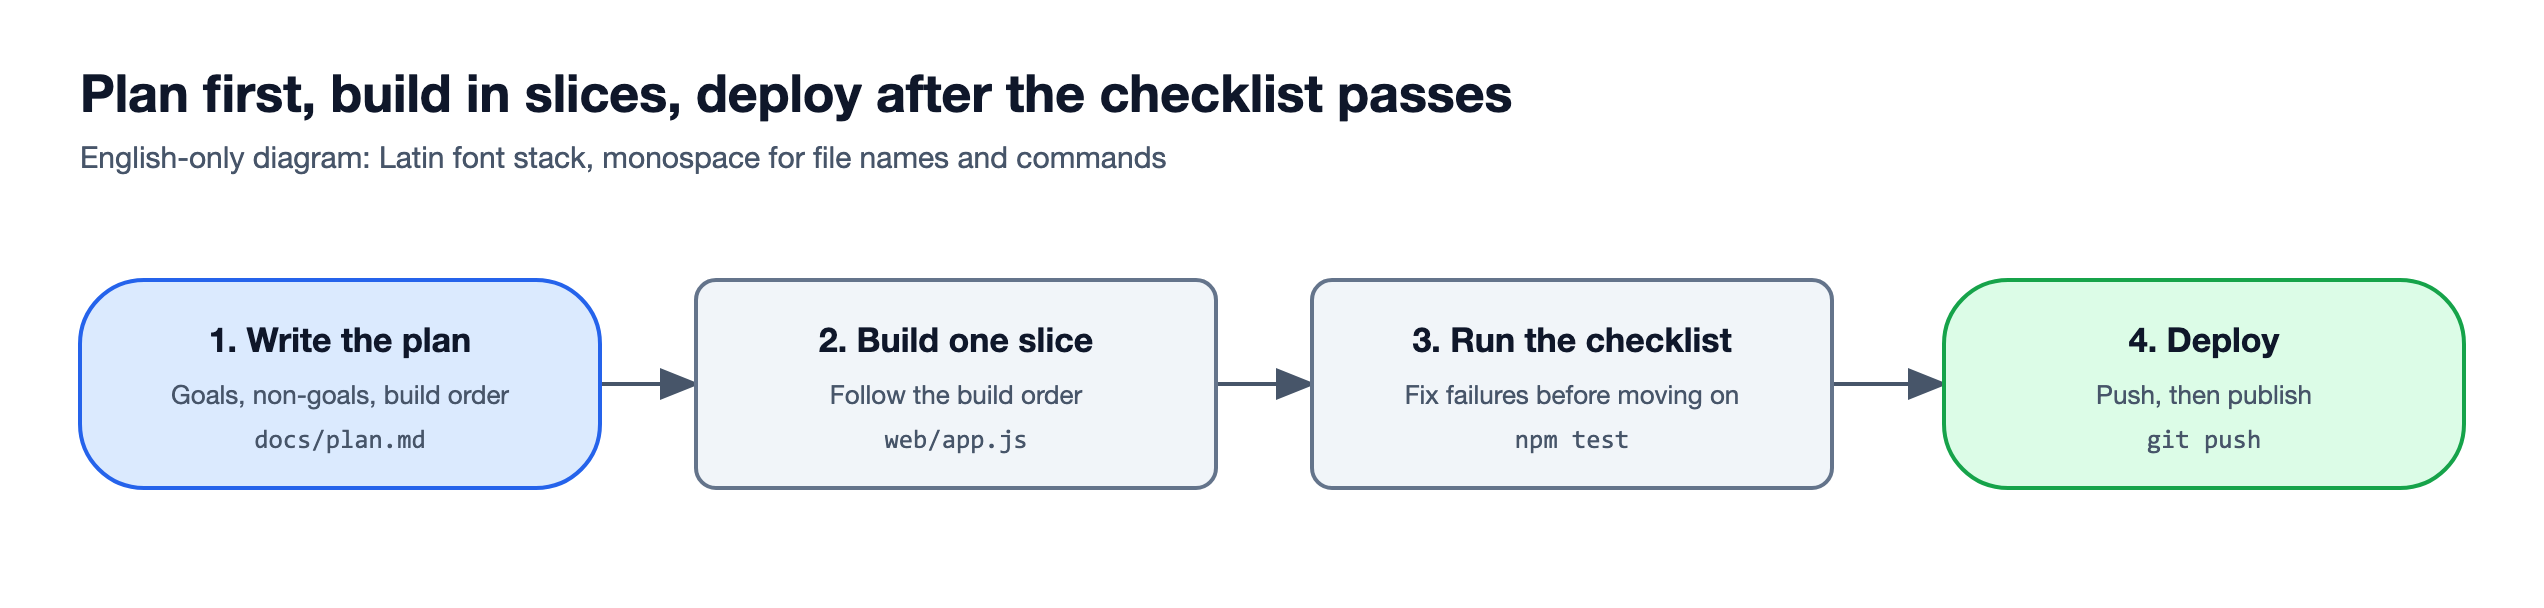 Plan first, build in slices, deploy after the checklist passes
English-only diagram: Latin font stack, monospace for file names and commands
1. Write the plan
Goals, non-goals, build order
docs/plan.md
2. Build one slice
Follow the build order
web/app.js
3. Run the checklist
Fix failures before moving on
npm test
4. Deploy
Push, then publish
git push